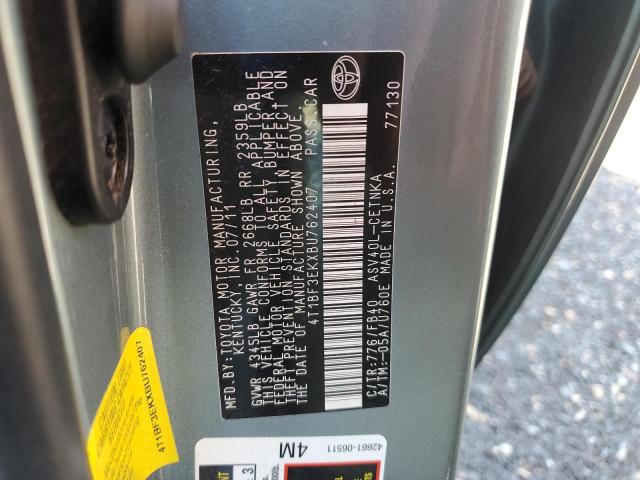 MFD.BY:TOYOTA MOTOR MANUFACTURING,
KENTUCKY, INC. 07/11
GVWR 4345LB GAWR FR 2668LB RR 2359LB
THIS VEHICLE CONFORMS TO ALL APPLICABLE
FEDERAL MOTOR VEHICLE SAFETY, BUMPER AND
THEFT PREVENTION STANDARDS IN EFFECT ON
THE DATE OF MANUFACTURE SHOWN ABOVE.
4T1BF3EKXBU762407 PASS.CAR
C/TR:776/FB40 ASV40L-CETNKA
A/TM:-05A/U760E MADE IN U.S.A.
77130
4T1BF3EKXBU762407
42661-06511
4M
3